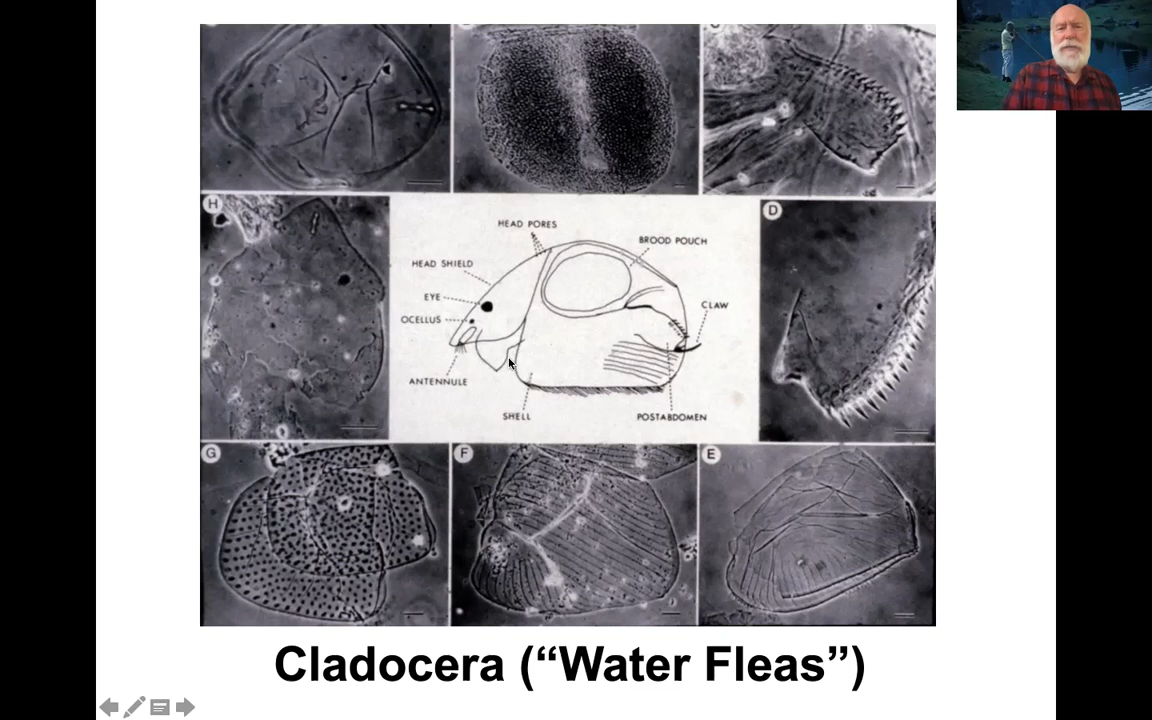 H
HEAD PORES
BROOD POUCH
HEAD SHIELD
EYE
OCELLUS
CLAW
ANTENNULE
SHELL
POSTABDOMEN
D
G
F
E
Cladocera (“Water Fleas”)